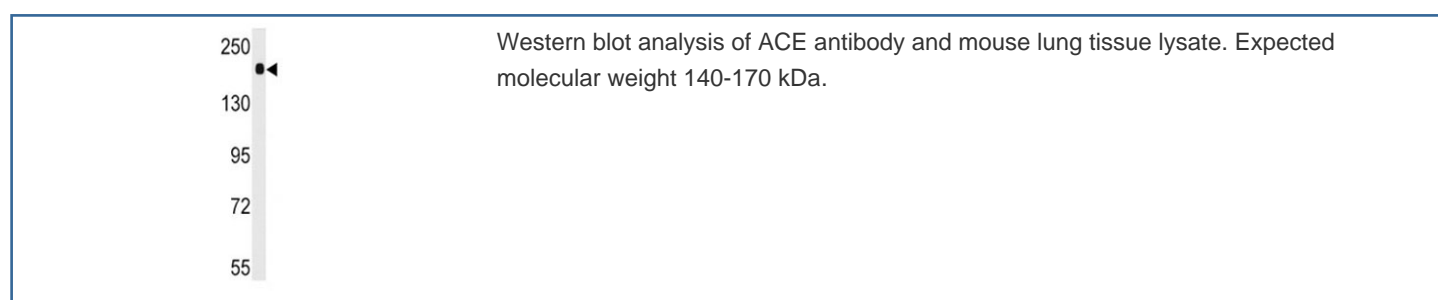 250
130
95
72
55
Western blot analysis of ACE antibody and mouse lung tissue lysate. Expected
molecular weight 140-170 kDa.